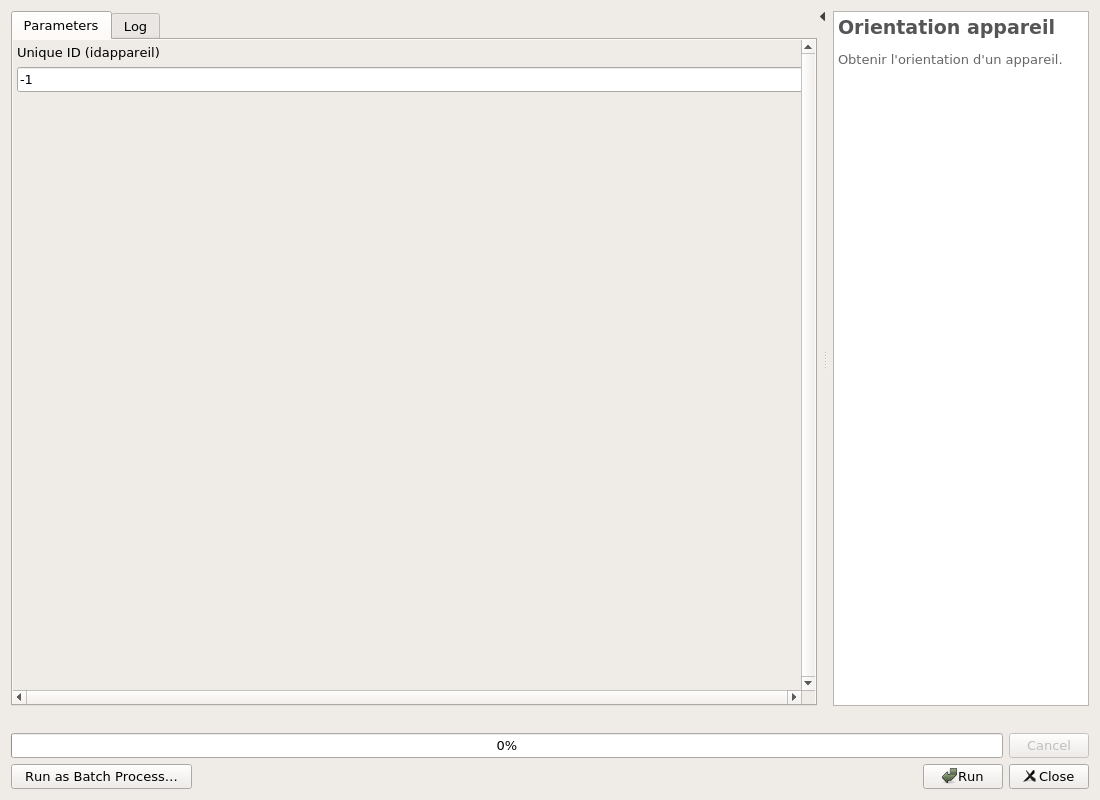 Parameters
Log
Unique ID (idappareil)
-1
Orientation appareil
Obtenir l'orientation d'un appareil.
0%
Cancel
Run as Batch Process…
Run
Close